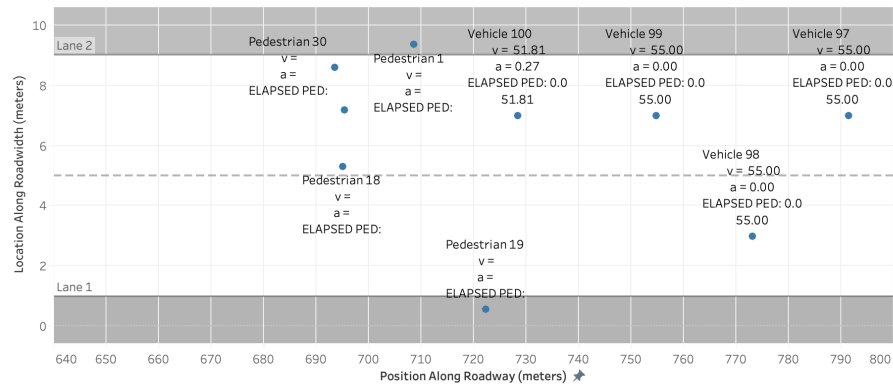 10
8
6
4
2
0
Location Along Roadwidth (meters)
Lane 2
Lane 1
Pedestrian 30
v =
a =
ELAPSED PED:
Pedestrian 1
v =
a =
ELAPSED PED:
Vehicle 100
v = 51.81
a = 0.27
ELAPSED PED: 0.0
51.81
Vehicle 99
v = 55.00
a = 0.00
ELAPSED PED: 0.0
55.00
Vehicle 97
v = 55.00
a = 0.00
ELAPSED PED: 0.0
55.00
Vehicle 98
v = 55.00
a = 0.00
ELAPSED PED: 0.0
55.00
Pedestrian 18
v =
a =
ELAPSED PED:
Pedestrian 19
v =
a =
ELAPSED PED:
640 650 660 670 680 690 700 710 720 730 740 750 760 770 780 790 800
Position Along Roadway (meters)